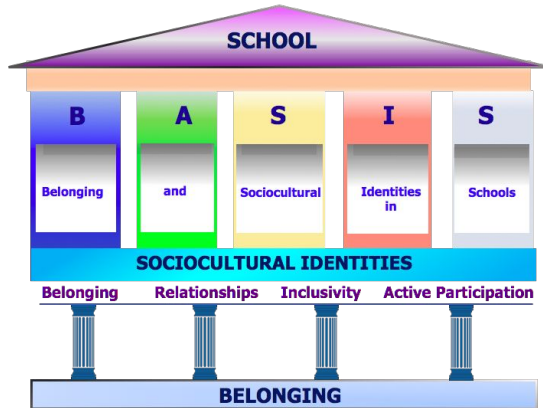 SCHOOL
B A S I S
Belonging and Sociocultural Identities in Schools
SOCIOCULTURAL IDENTITIES
Belonging Relationships Inclusivity Active Participation
BELONGING